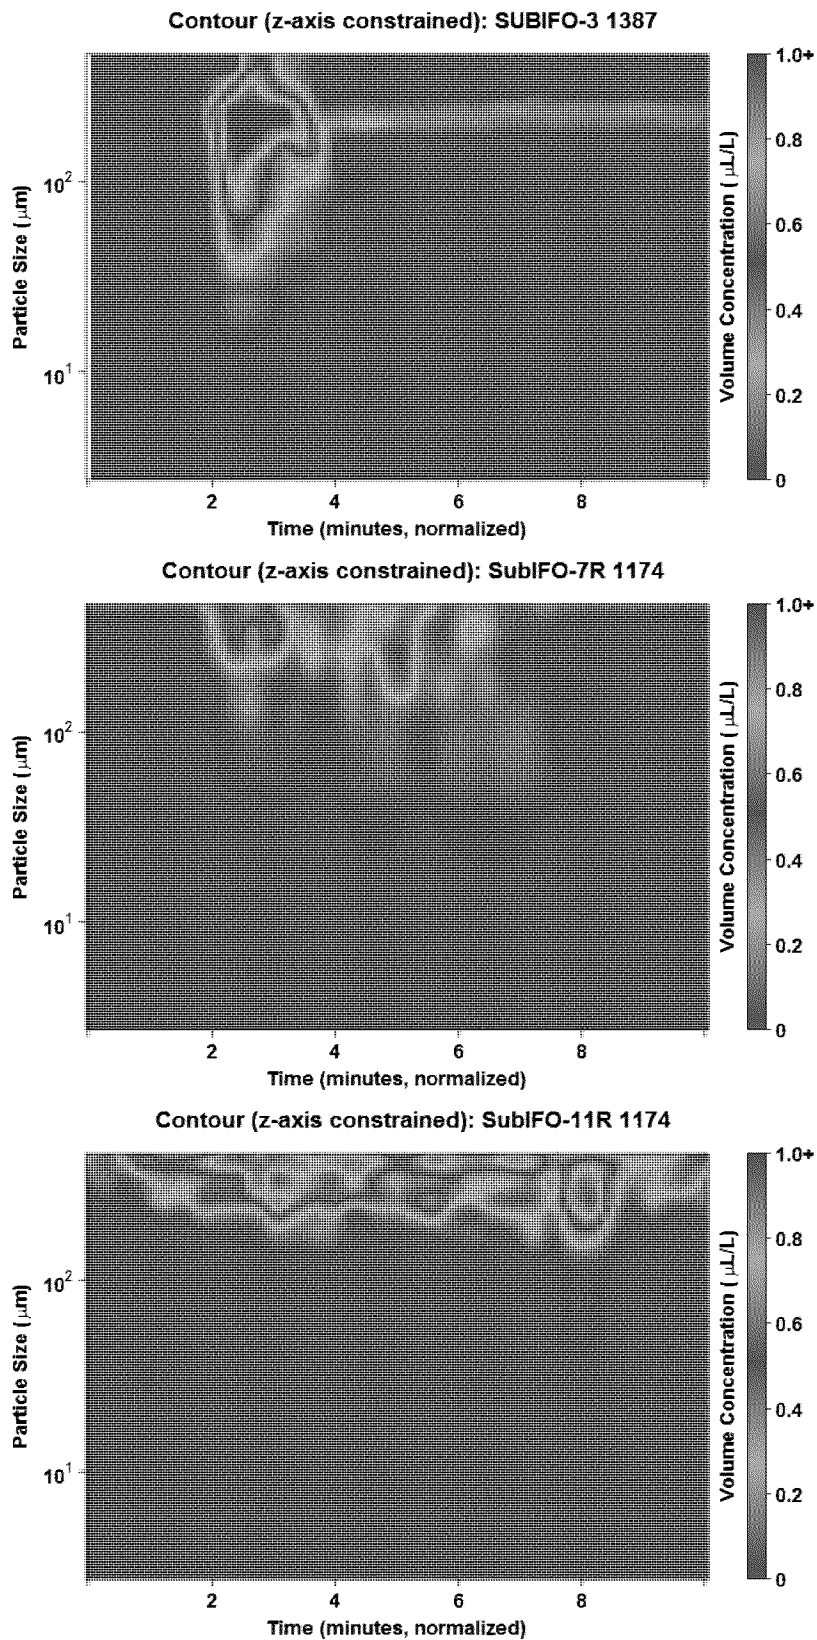 Contour (z-axis constrained): SUBIFO-3 1387
1.0+
0.8
0.6
0.4
0.2
0
Volume Concentration (μL/L)
Particle Size (μm)
10²
10¹
2 4 6 8
Time (minutes, normalized)
Contour (z-axis constrained): SubIFO-7R 1174
1.0+
0.8
0.6
0.4
0.2
0
Volume Concentration (μL/L)
Particle Size (μm)
10²
10¹
2 4 6 8
Time (minutes, normalized)
Contour (z-axis constrained): SubIFO-11R 1174
1.0+
0.8
0.6
0.4
0.2
0
Volume Concentration (μL/L)
Particle Size (μm)
10²
10¹
2 4 6 8
Time (minutes, normalized)